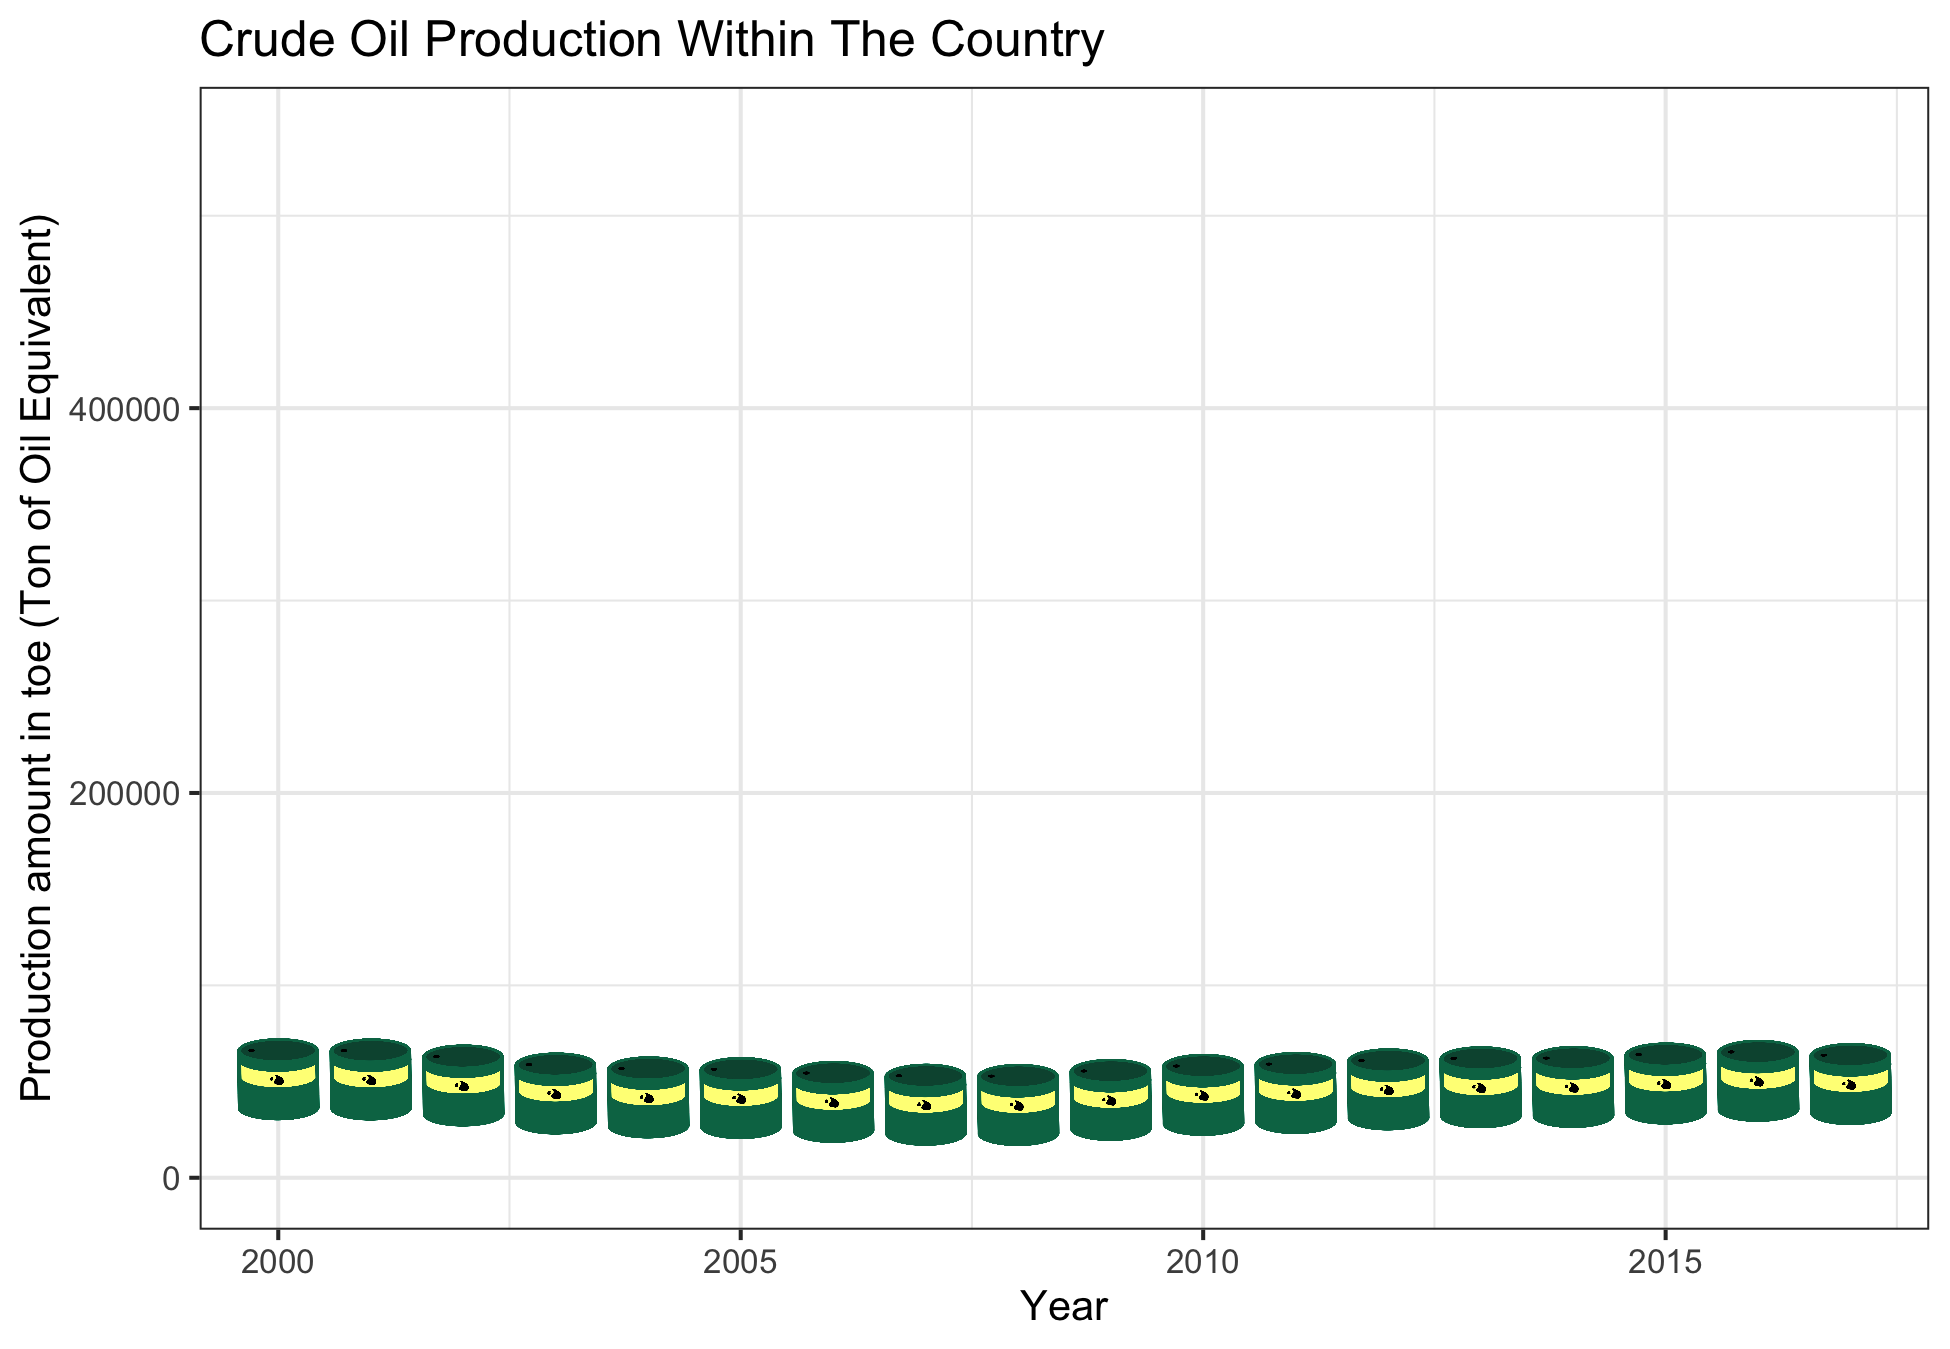 Crude Oil Production Within The Country
Production amount in toe (Ton of Oil Equivalent)
400000
200000
0
2000 2005 2010 2015
Year